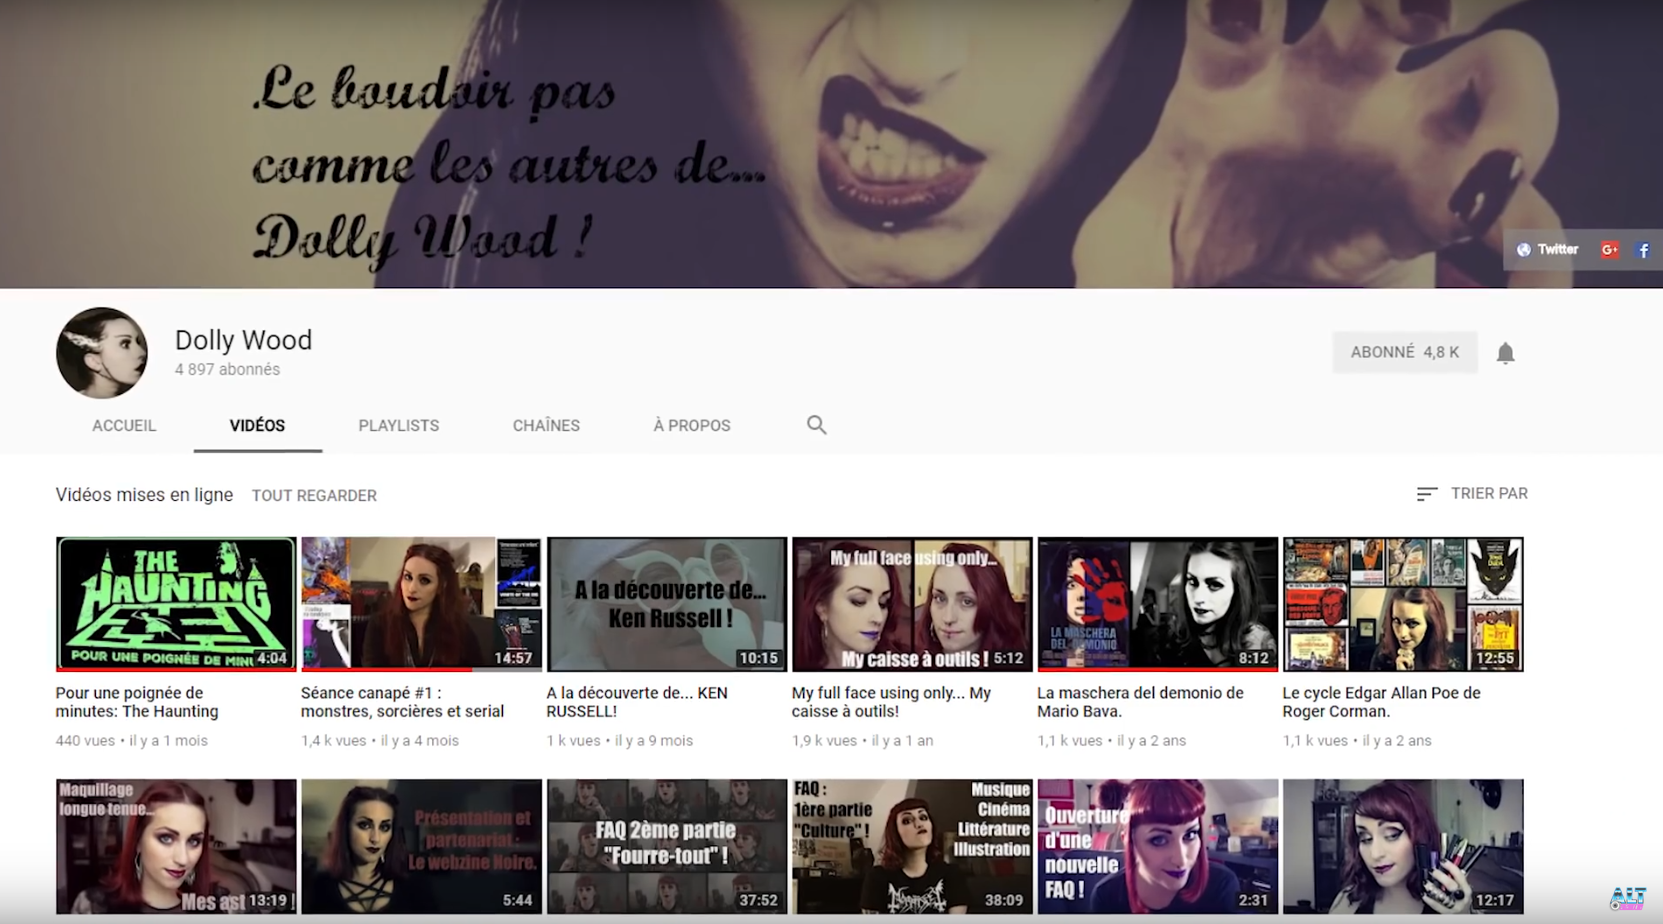 Le boudoir pas
comme les autres de...
Dolly Wood !
Twitter
G+
f
Dolly Wood
4 897 abonnés
ABONNÉ 4,8 K
ACCUEIL
VIDÉOS
PLAYLISTS
CHAÎNES
À PROPOS
Vidéos mises en ligne
TOUT REGARDER
TRIER PAR
THE
HAUNTING
POUR UNE POIGNÉE DE MINU
4:04
Pour une poignée de
minutes: The Haunting
440 vues • il y a 1 mois
14:57
Séance canapé #1 :
monstres, sorcières et serial
1,4 k vues • il y a 4 mois
A la découverte de...
Ken Russell !
10:15
A la découverte de... KEN
RUSSELL!
1 k vues • il y a 9 mois
My full face using only...
My caisse à outils !
5:12
My full face using only... My
caisse à outils!
1,9 k vues • il y a 1 an
LA MASCHERA
DEL DEMONIO
8:12
La maschera del demonio de
Mario Bava.
1,1 k vues • il y a 2 ans
12:55
Le cycle Edgar Allan Poe de
Roger Corman.
1,1 k vues • il y a 2 ans
Maquillage
longue tenue...
Mes ast
13:19
Présentation et
partenariat :
Le webzine Noire.
5:44
FAQ 2ème partie
"Fourre-tout" !
37:52
FAQ :
1ère partie
"Culture" !
Musique
Cinéma
Littérature
Illustration
38:09
Ouverture
d'une
nouvelle
FAQ !
2:31
12:17
ALT